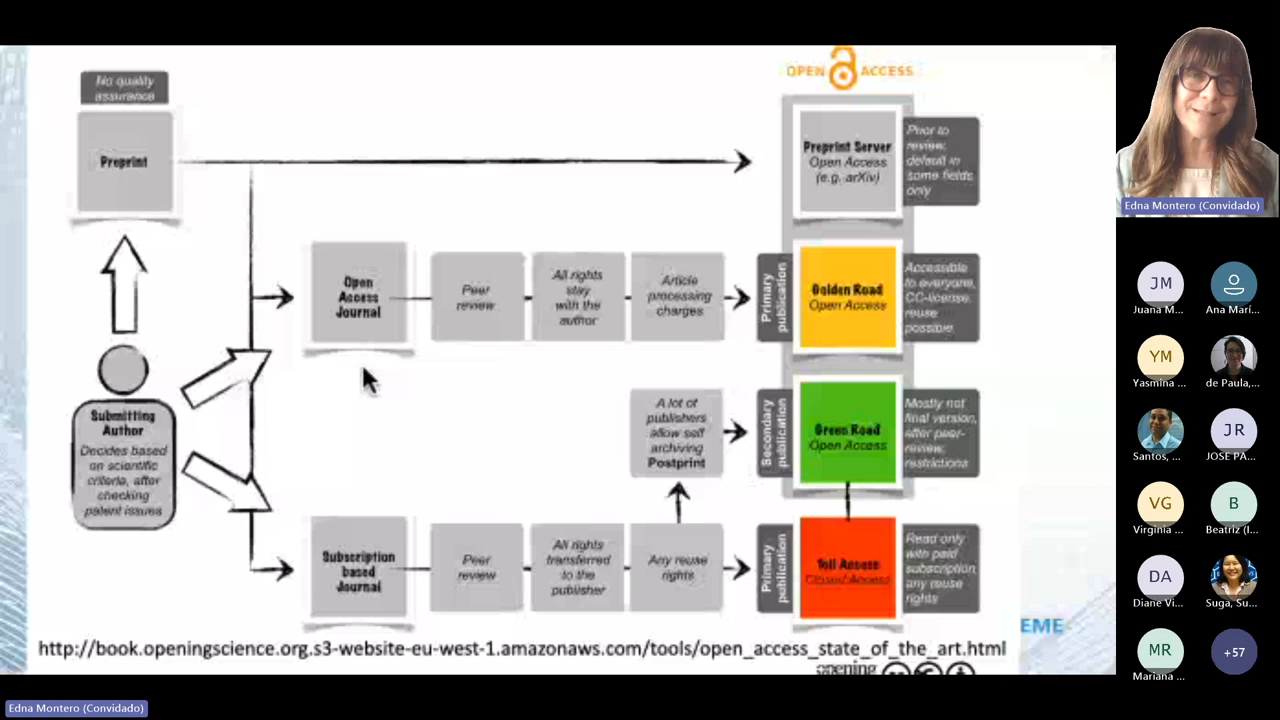 OPEN ACCESS
No quality
assurance
Preprint
Preprint Server
Open Access
(e.g. arXiv)
Prior to
review,
default in
some fields
only
Open
Access
Journal
Peer
review
All rights
stay
with the
author
Article
processing
charges
Primary
publication
Golden Road
Open Access
Accessible
to everyone,
CC-license,
reuse
possible
Submitting
Author
Decides based
on scientific
criteria, after
checking
patent issues
A lot of
publishers
allow self
archiving
Postprint
Secondary
publication
Green Road
Open Access
Mostly not
final version,
after peer-
review,
restrictions
Subscription
based
Journal
Peer
review
All rights
transferred
to the
publisher
Any reuse
rights
Primary
publication
Toll Access
Closed Access
Read only
with paid
subscription,
any reuse
rights
EME
http://book.openingscience.org.s3-website-eu-west-1.amazonaws.com/tools/open_access_state_of_the_art.html
opening
Edna Montero (Convidado)
JM
Juana M...
Ana Marí...
YM
Yasmina ...
de Paula,...
Santos, ...
JR
JOSE PA...
VG
Virginia ...
B
Beatriz (I...
DA
Diane Vi...
Suga, Su...
MR
Mariana ...
+57
Edna Montero (Convidado)